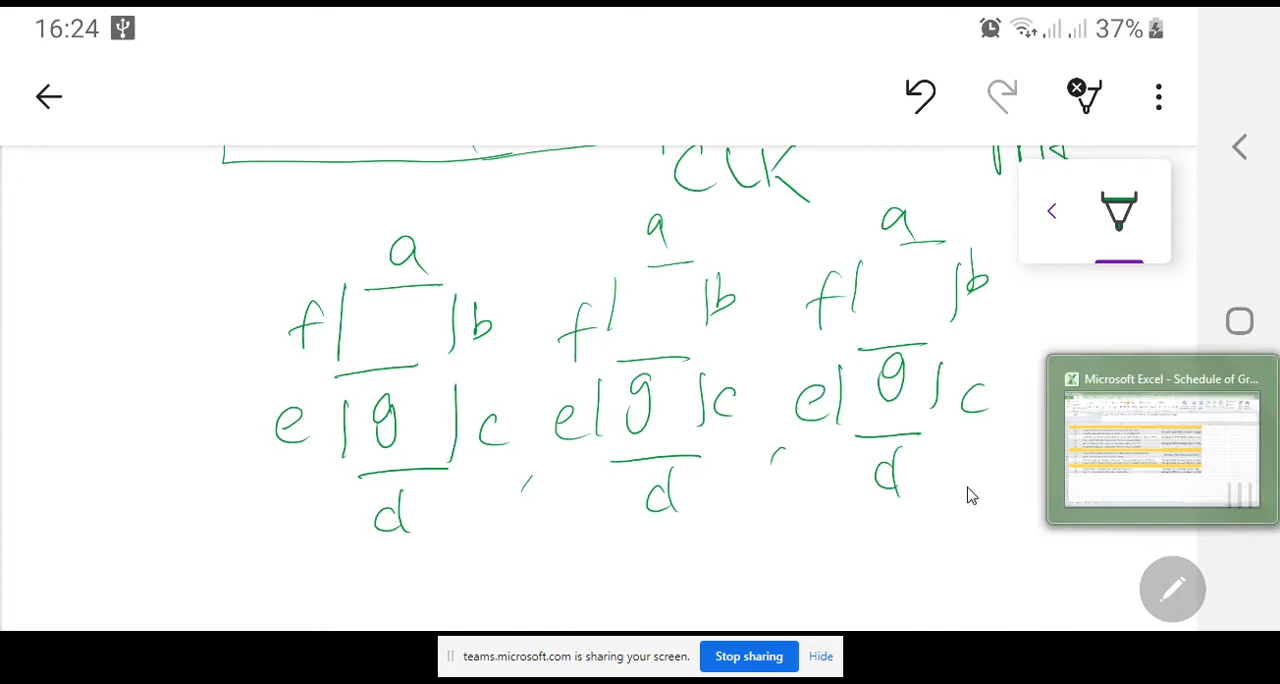 16:24 37%
CLK
a a a
f b f b f b
Microsoft Excel - Schedule of Gr...
e g c e g c e g c
d , d , d
teams.microsoft.com is sharing your screen. Stop sharing Hide